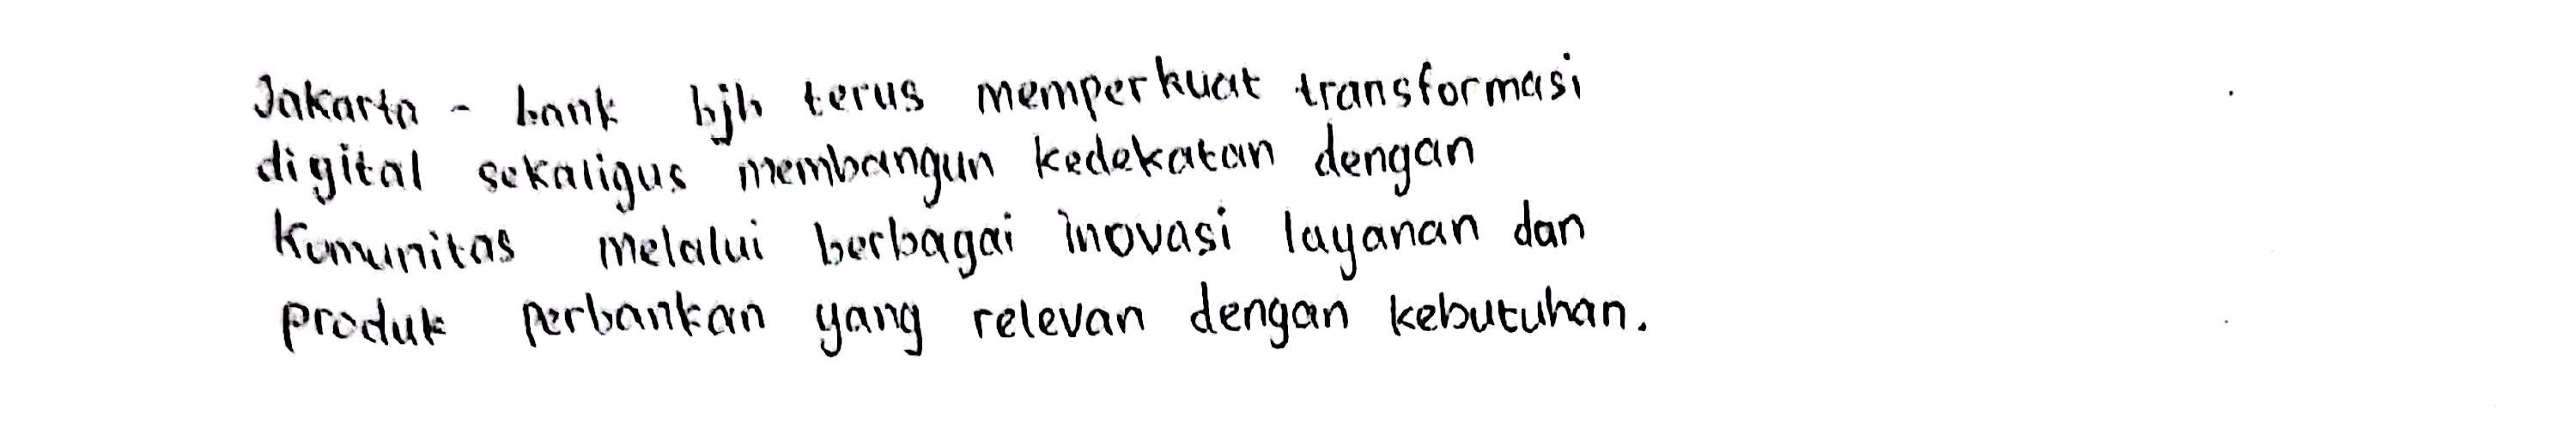 Jakarta - bank bjb terus memperkuat transformasi
digital sekaligus membangun kedekatan dengan
komunitas melalui berbagai inovasi layanan dan
produk perbankan yang relevan dengan kebutuhan.